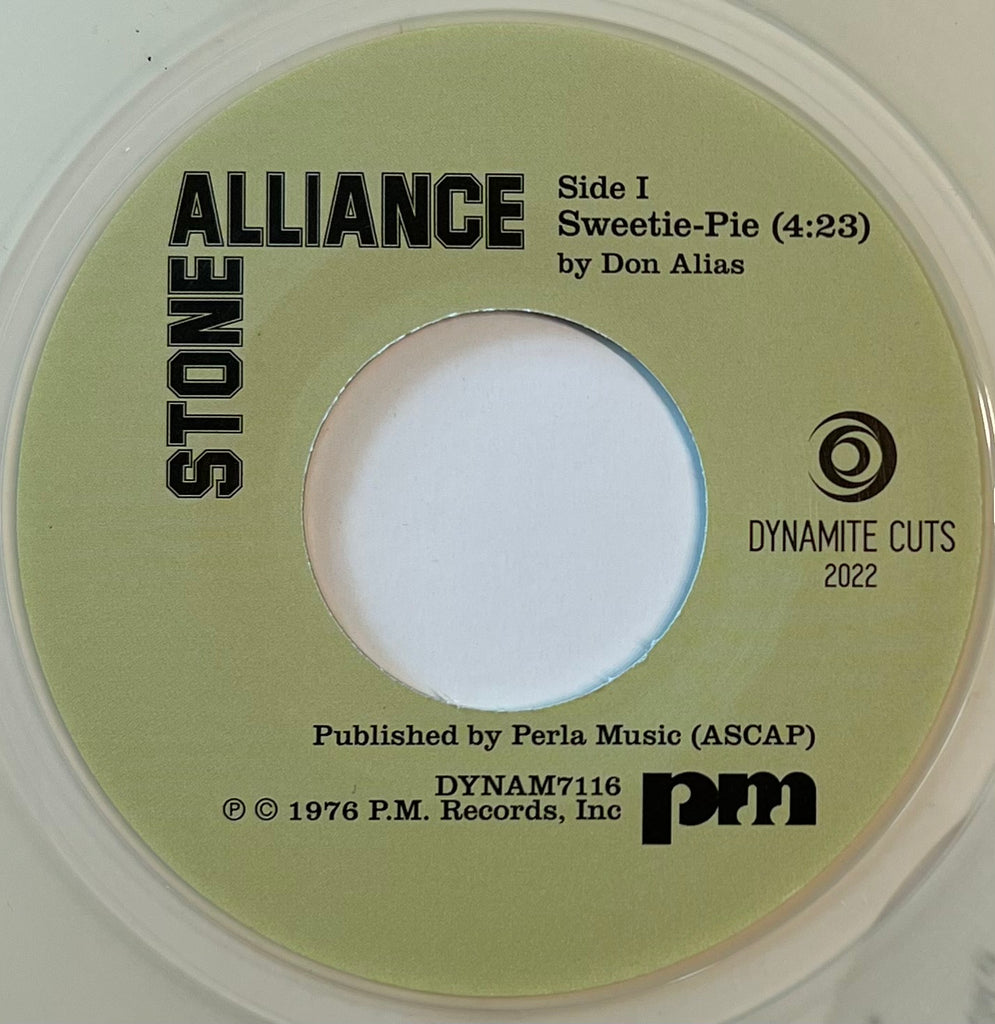 STONE ALLIANCE
Side I
Sweetie-Pie (4:23)
by Don Alias
DYNAMITE CUTS
2022
Published by Perla Music (ASCAP)
DYNAM7116
℗ © 1976 P.M. Records, Inc
pm